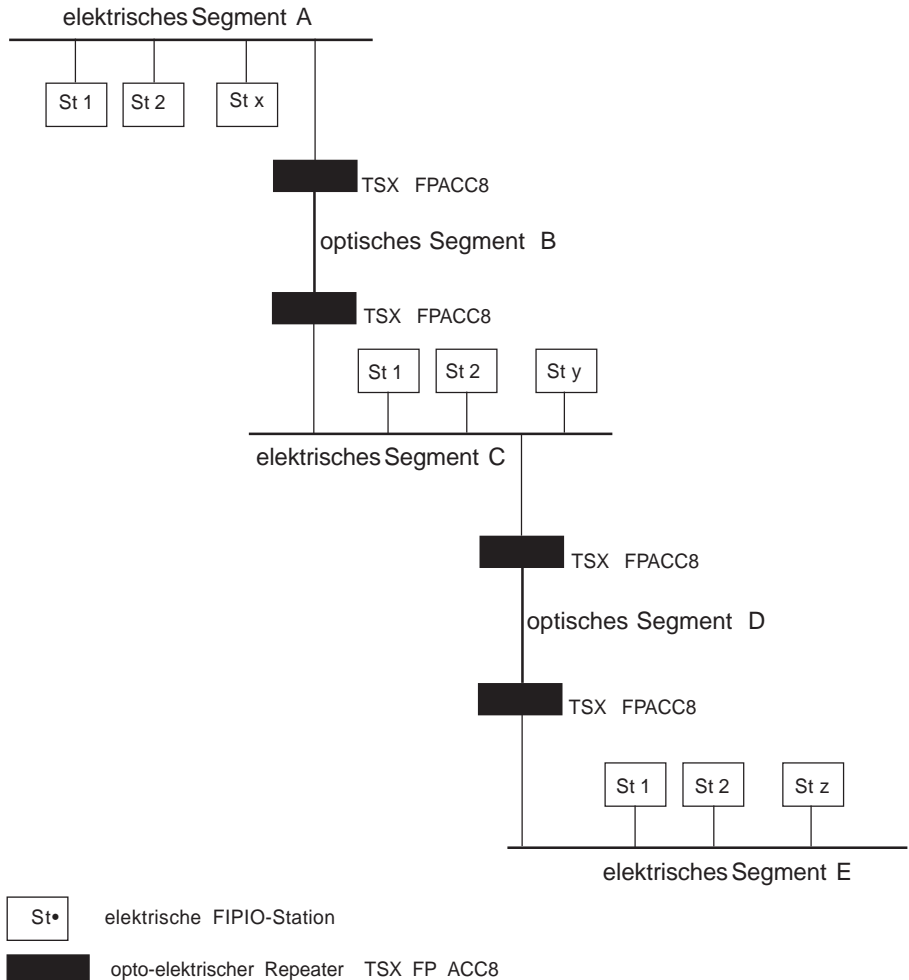 elektrisches Segment A
St 1 St 2 St x
TSX FPACC8
optisches Segment B
TSX FPACC8
St 1 St 2 St y
elektrisches Segment C
TSX FPACC8
optisches Segment D
TSX FPACC8
St 1 St 2 St z
elektrisches Segment E
St• elektrische FIPIO-Station
opto-elektrischer Repeater TSX FP ACC8